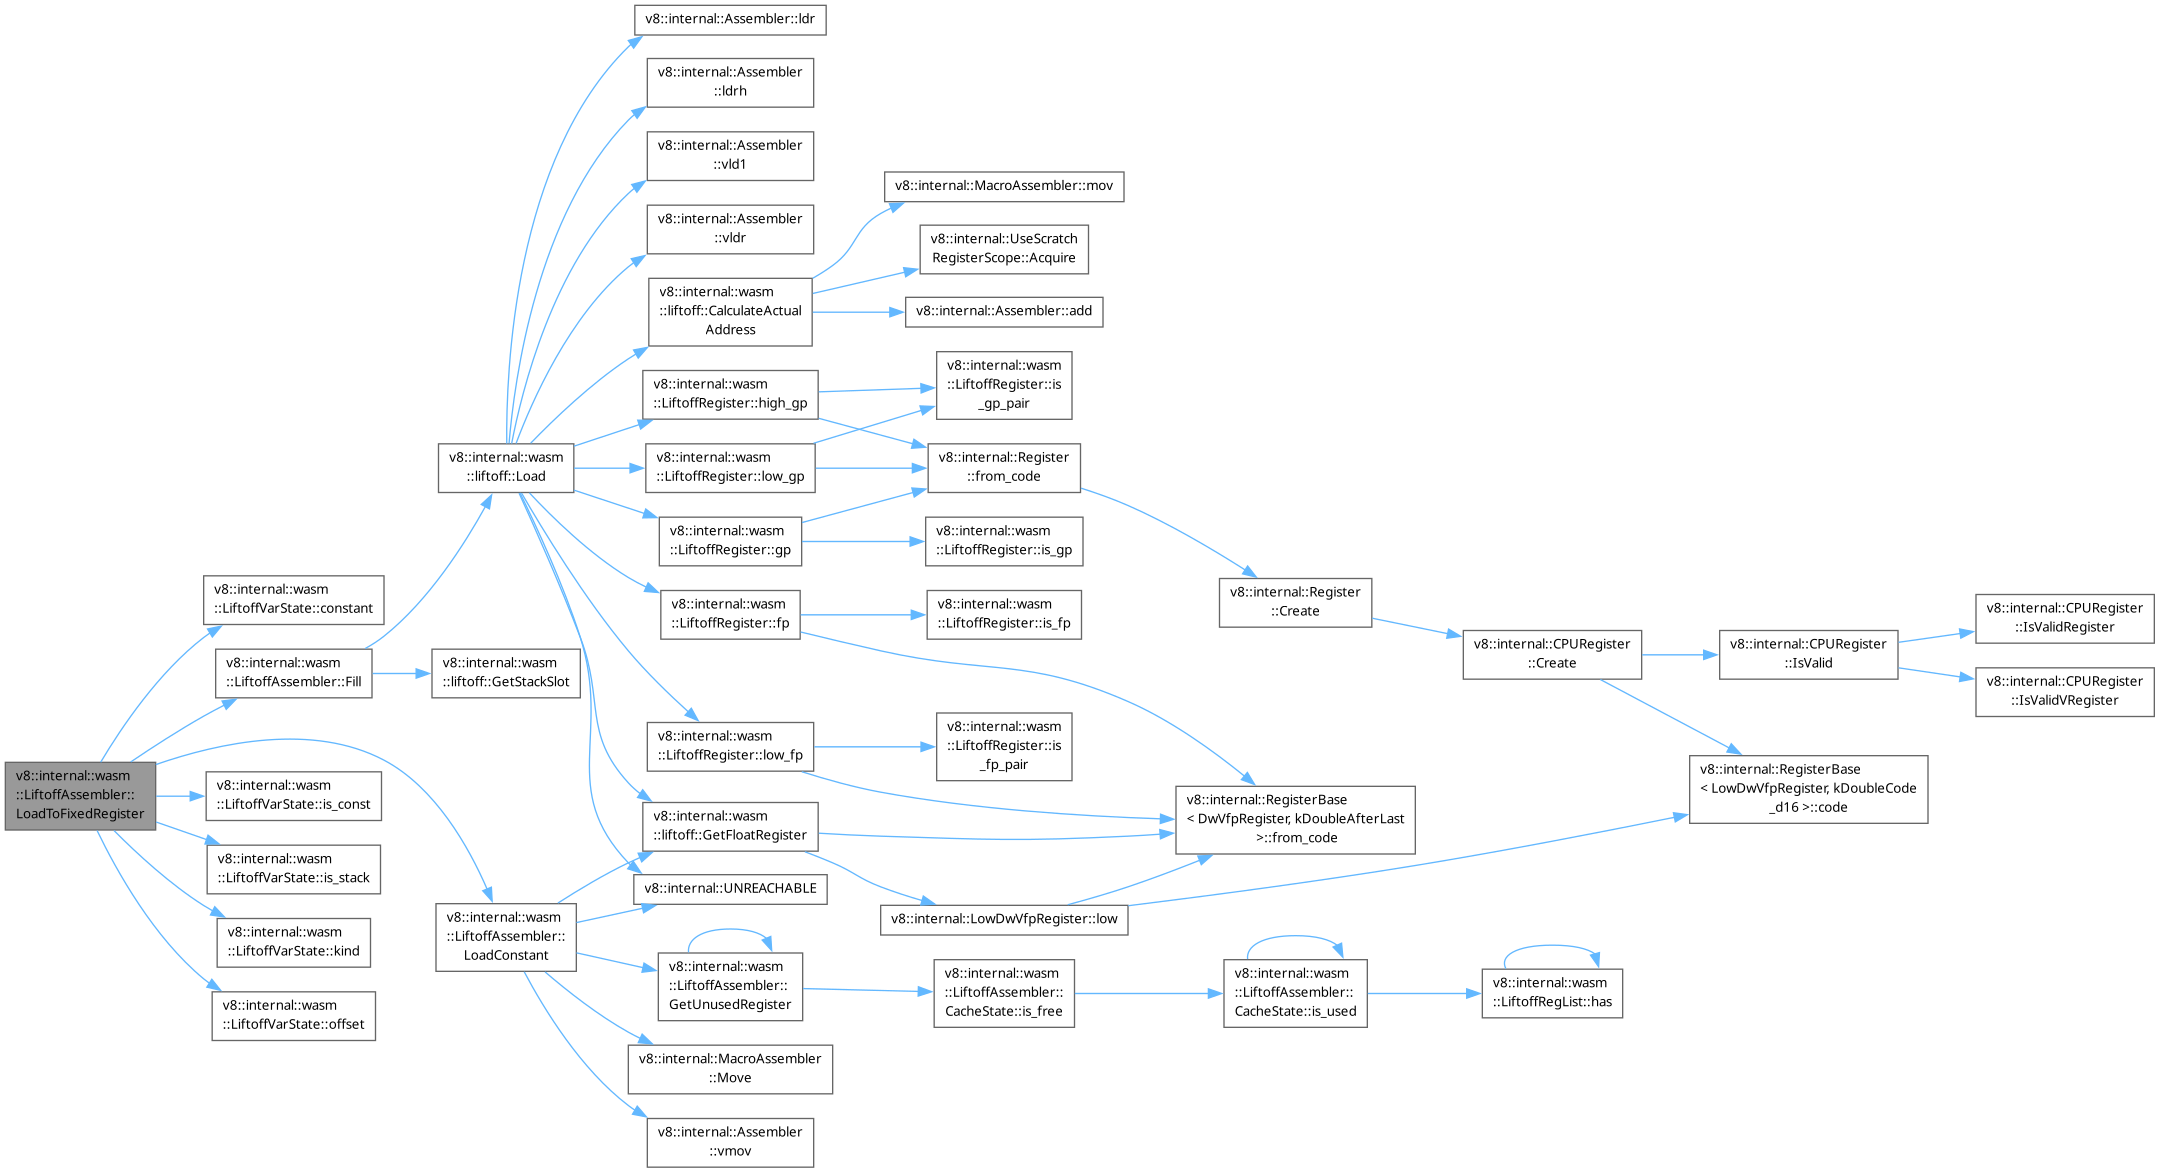 v8::internal::Assembler::ldr
v8::internal::Assembler
::ldrh
v8::internal::Assembler
::vld1
v8::internal::MacroAssembler::mov
v8::internal::Assembler
::vldr
v8::internal::UseScratch
RegisterScope::Acquire
v8::internal::wasm
::liftoff::CalculateActual
Address
v8::internal::Assembler::add
v8::internal::wasm
::LiftoffRegister::high_gp
v8::internal::wasm
::LiftoffRegister::is
_gp_pair
v8::internal::wasm
::liftoff::Load
v8::internal::wasm
::LiftoffRegister::low_gp
v8::internal::Register
::from_code
v8::internal::wasm
::LiftoffRegister::gp
v8::internal::wasm
::LiftoffRegister::is_gp
v8::internal::wasm
::LiftoffVarState::constant
v8::internal::wasm
::LiftoffRegister::fp
v8::internal::wasm
::LiftoffRegister::is_fp
v8::internal::Register
::Create
v8::internal::CPURegister
::IsValidRegister
v8::internal::wasm
::LiftoffAssembler::Fill
v8::internal::wasm
::liftoff::GetStackSlot
v8::internal::CPURegister
::Create
v8::internal::CPURegister
::IsValid
v8::internal::CPURegister
::IsValidVRegister
v8::internal::wasm
::LiftoffRegister::low_fp
v8::internal::wasm
::LiftoffRegister::is
_fp_pair
v8::internal::wasm
::LiftoffAssembler::
LoadToFixedRegister
v8::internal::wasm
::LiftoffVarState::is_const
v8::internal::RegisterBase
< LowDwVfpRegister, kDoubleCode
_d16 >::code
v8::internal::wasm
::liftoff::GetFloatRegister
v8::internal::RegisterBase
< DwVfpRegister, kDoubleAfterLast
>::from_code
v8::internal::wasm
::LiftoffVarState::is_stack
v8::internal::UNREACHABLE
v8::internal::LowDwVfpRegister::low
v8::internal::wasm
::LiftoffVarState::kind
v8::internal::wasm
::LiftoffAssembler::
LoadConstant
v8::internal::wasm
::LiftoffAssembler::
GetUnusedRegister
v8::internal::wasm
::LiftoffAssembler::
CacheState::is_free
v8::internal::wasm
::LiftoffAssembler::
CacheState::is_used
v8::internal::wasm
::LiftoffRegList::has
v8::internal::wasm
::LiftoffVarState::offset
v8::internal::MacroAssembler
::Move
v8::internal::Assembler
::vmov